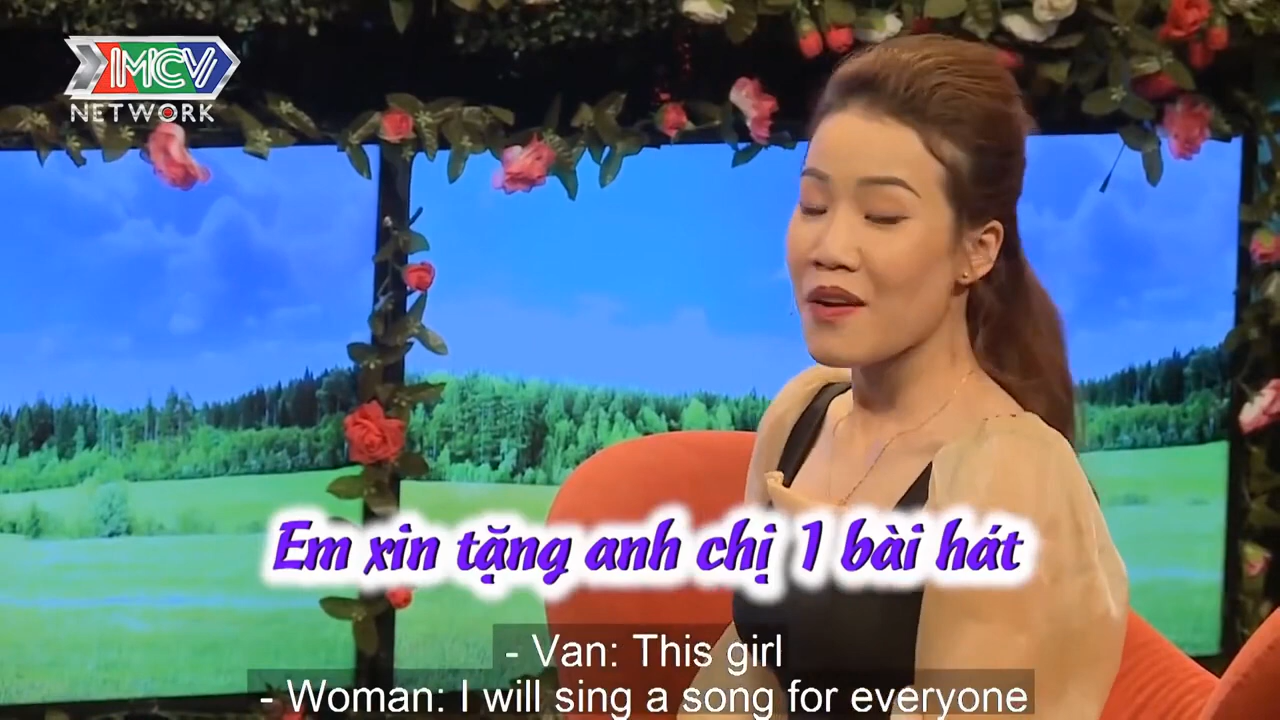 MCV
NETWORK
Em xin tặng anh chị 1 bài hát
- Van: This girl
- Woman: I will sing a song for everyone